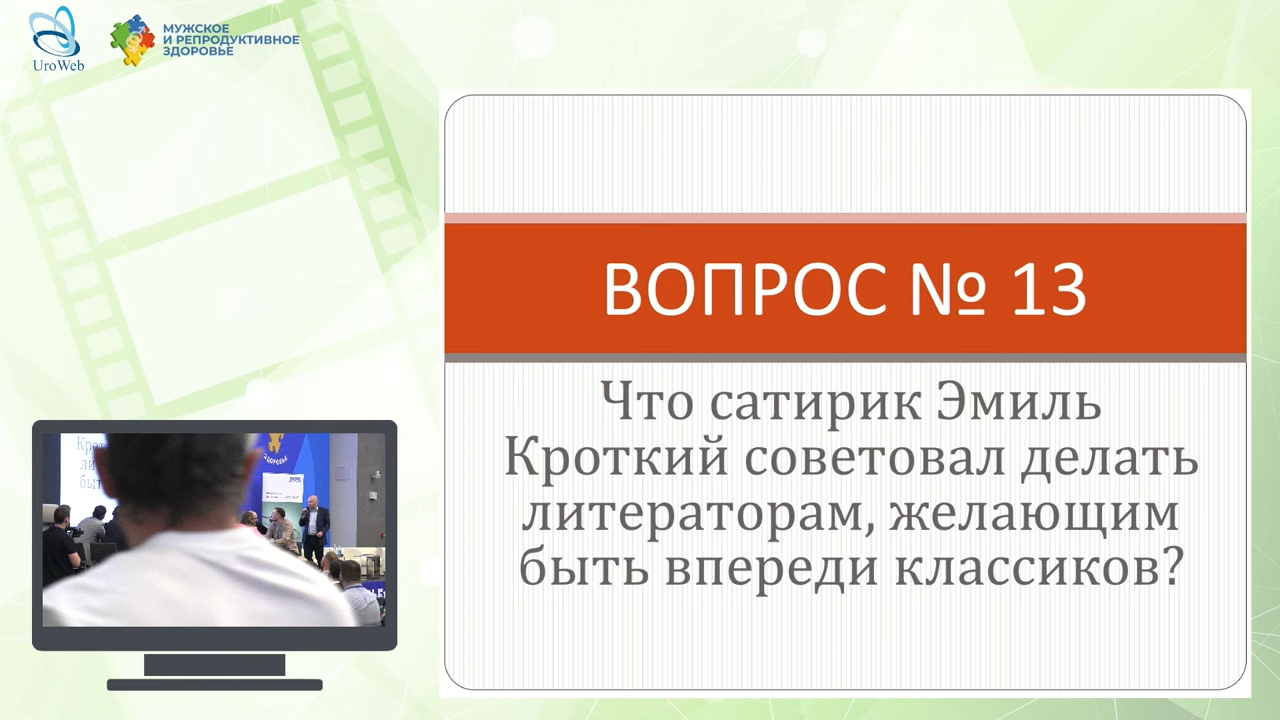 UroWeb
МУЖСКОЕ
И РЕПРОДУКТИВНОЕ
ЗДОРОВЬЕ
ВОПРОС № 13
Что сатирик Эмиль
Кроткий советовал делать
литераторам, желающим
быть впереди классиков?